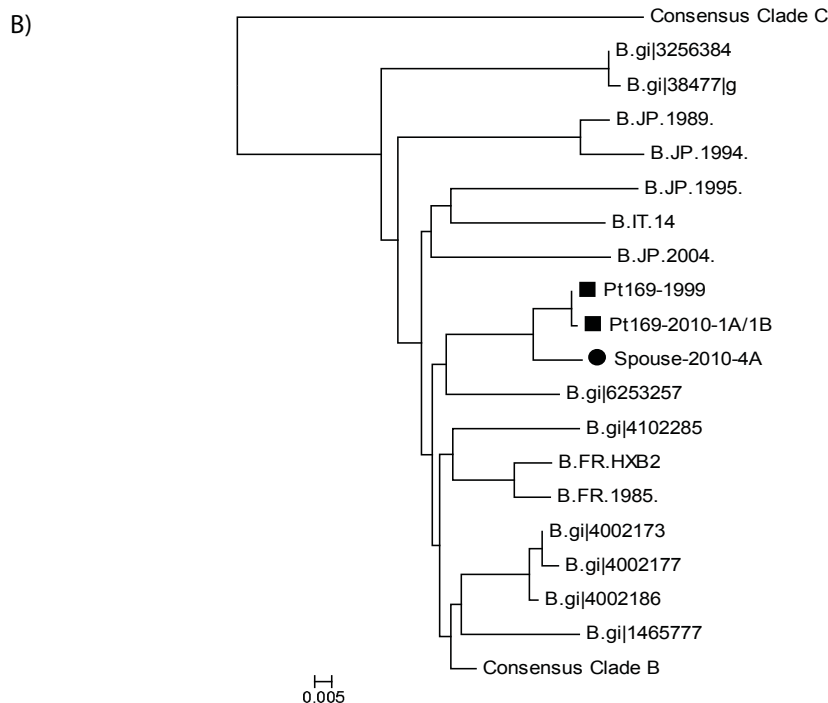 B)
Consensus Clade C
B.gi|3256384
B.gi|38477|g
B.JP.1989.
B.JP.1994.
B.JP.1995.
B.IT.14
B.JP.2004.
Pt169-1999
Pt169-2010-1A/1B
Spouse-2010-4A
B.gi|6253257
B.gi|4102285
B.FR.HXB2
B.FR.1985.
B.gi|4002173
B.gi|4002177
B.gi|4002186
B.gi|1465777
Consensus Clade B
0.005